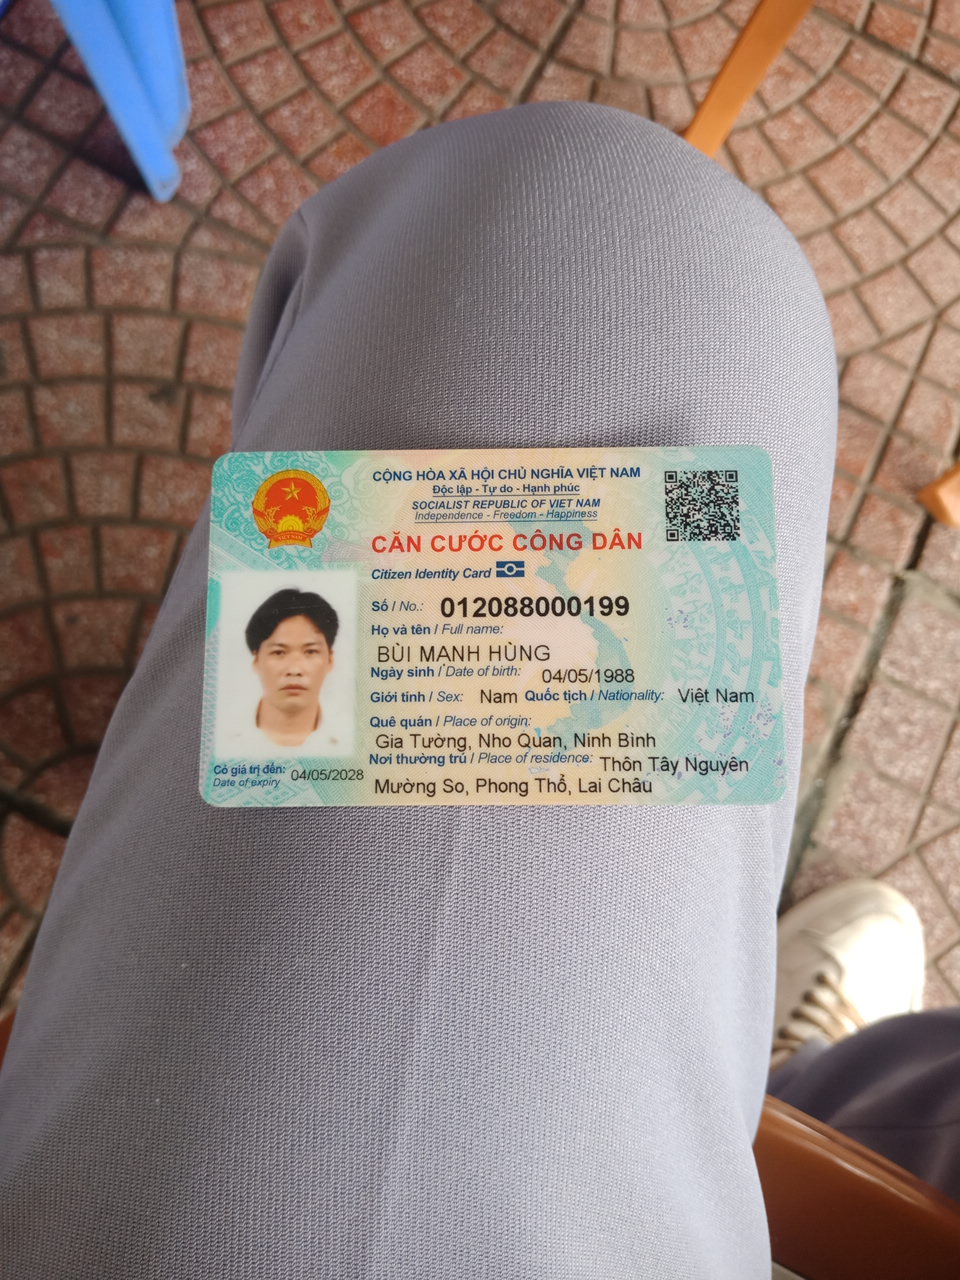 CỘNG HÒA XÃ HỘI CHỦ NGHĨA VIỆT NAM
Độc lập - Tự do - Hạnh phúc
SOCIALIST REPUBLIC OF VIET NAM
Independence - Freedom - Happiness
CĂN CƯỚC CÔNG DÂN
Citizen Identity Card
Số / No.: 012088000199
Họ và tên / Full name:
BÙI MẠNH HÙNG
Ngày sinh / Date of birth: 04/05/1988
Giới tính / Sex: Nam Quốc tịch / Nationality: Việt Nam
Quê quán / Place of origin:
Gia Tường, Nho Quan, Ninh Bình
Nơi thường trú / Place of residence: Thôn Tây Nguyên
Mường So, Phong Thổ, Lai Châu
Có giá trị đến: 04/05/2028
Date of expiry
VIỆT NAM